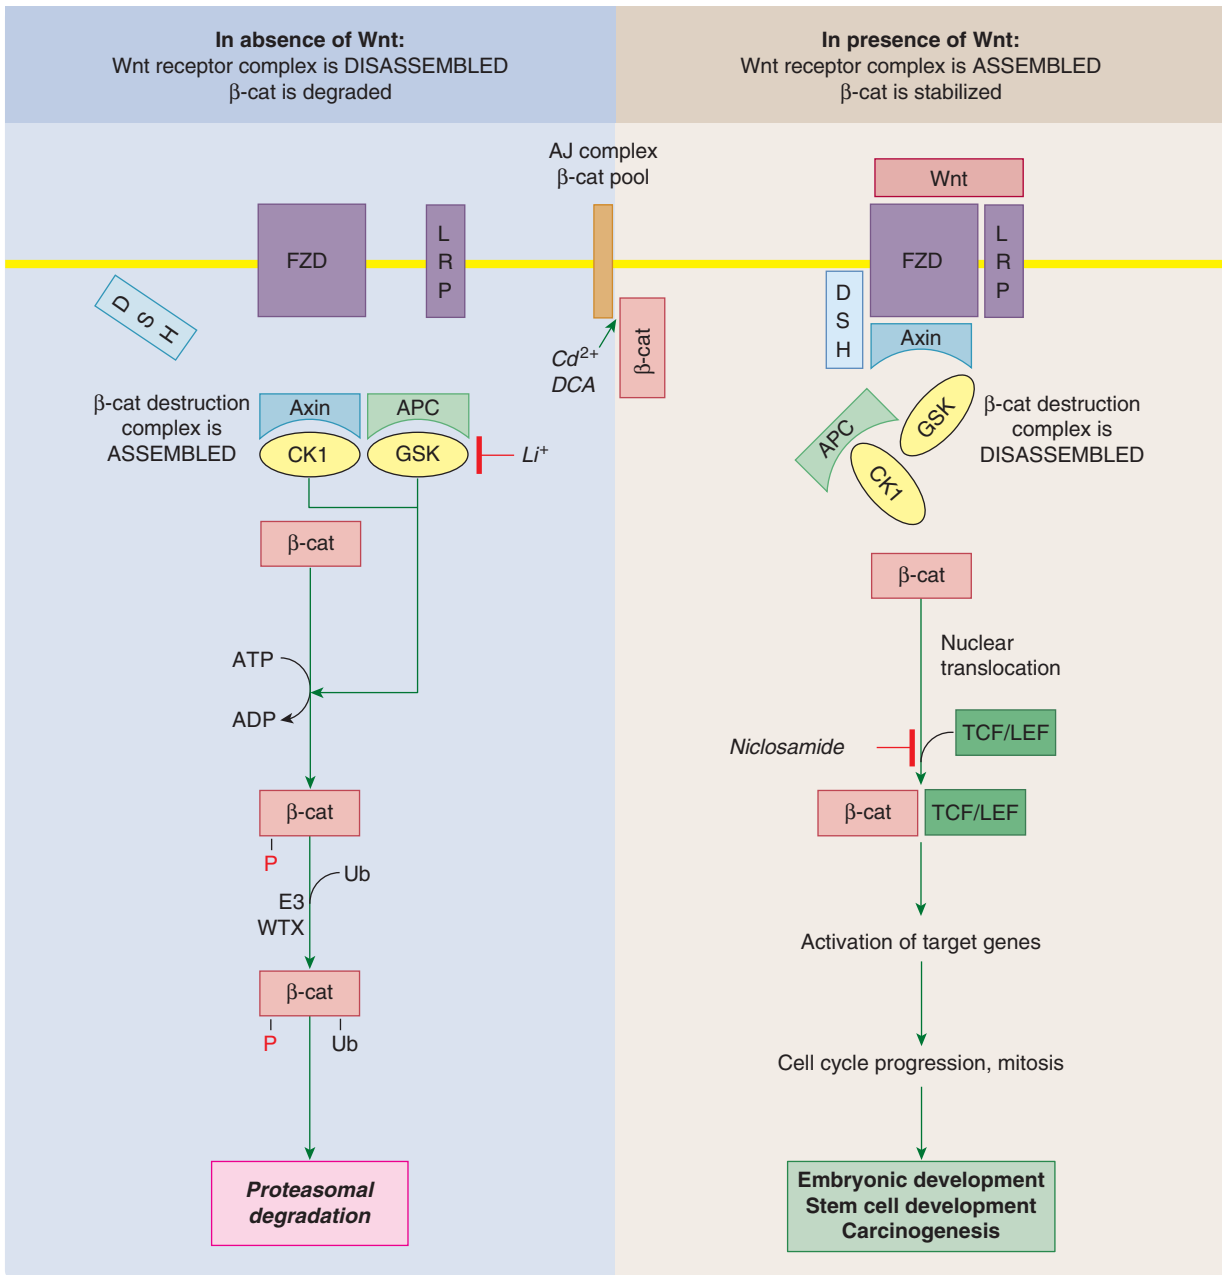 In absence of Wnt:
Wnt receptor complex is DISASSEMBLED
β-cat is degraded
In presence of Wnt:
Wnt receptor complex is ASSEMBLED
β-cat is stabilized
AJ complex
β-cat pool
FZD
L
R
P
D
S
H
Cd²⁺
DCA
β-cat
β-cat destruction
complex is
ASSEMBLED
Axin
APC
CK1
GSK
Li⁺
β-cat
ATP
ADP
β-cat
P
Ub
E3
WTX
β-cat
P
Ub
Proteasomal
degradation
Wnt
FZD
L
R
P
D
S
H
Axin
GSK
APC
CK1
β-cat destruction
complex is
DISASSEMBLED
β-cat
Nuclear
translocation
TCF/LEF
Niclosamide
β-cat
TCF/LEF
Activation of target genes
Cell cycle progression, mitosis
Embryonic development
Stem cell development
Carcinogenesis